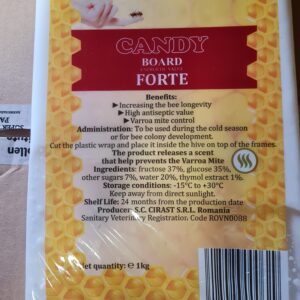 CANDY
BOARD
FORTE
Benefits:
►Increasing the bee longevity
►High antiseptic value
►Varroa mite control
Administration: To be used during the cold season
or for bee colony development.
Cut the plastic wrap and place it inside the hive on top of the frames.
The product releases a scent
that help prevents the Varroa Mite
Ingredients: fructose 37%, glucose 35%,
other sugars 7%, water 20%, thymol extract 1%.
Storage conditions: -15°C to +30°C
Keep away from direct sunlight.
Shelf Life: 24 months from the production date
Producer: S.C. CIRAST S.R.L. Romania
Sanitary Veterinary Registration. Code ROVN0088
Net quantity: ℮ 1kg